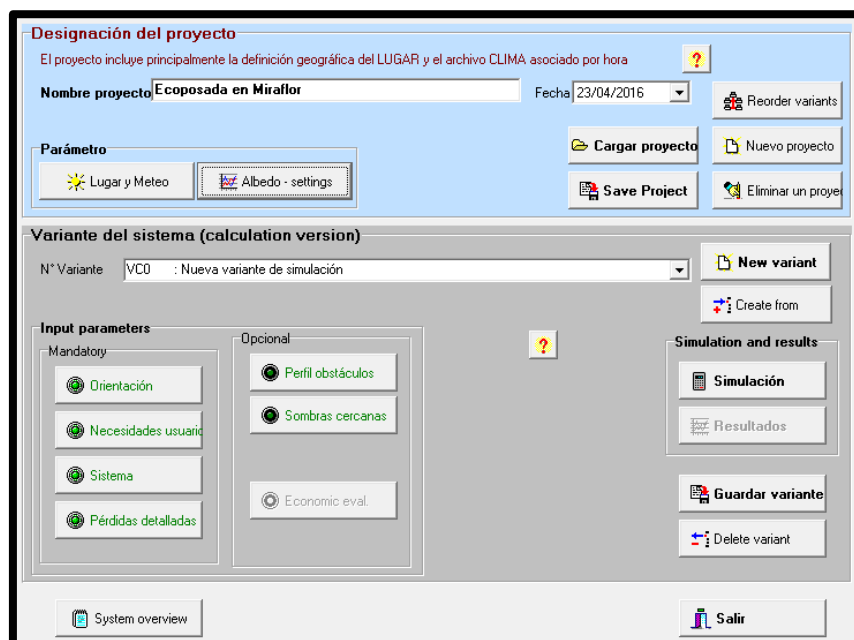 Designación del proyecto
El proyecto incluye principalmente la definición geográfica del LUGAR y el archivo CLIMA asociado por hora
?
Nombre proyecto Ecoposada en Miraflor
Fecha 23/04/2016
Reorder variants
Parámetro
Cargar proyecto
Nuevo proyecto
Lugar y Meteo
Albedo - settings
Save Project
Eliminar un proye
Variante del sistema (calculation version)
N° Variante VC0 : Nueva variante de simulación
New variant
Create from
Input parameters
Mandatory
Opcional
?
Simulation and results
Orientación
Perfil obstáculos
Simulación
Necesidades usuario
Sombras cercanas
Resultados
Sistema
Economic eval.
Guardar variante
Pérdidas detalladas
Delete variant
System overview
Salir